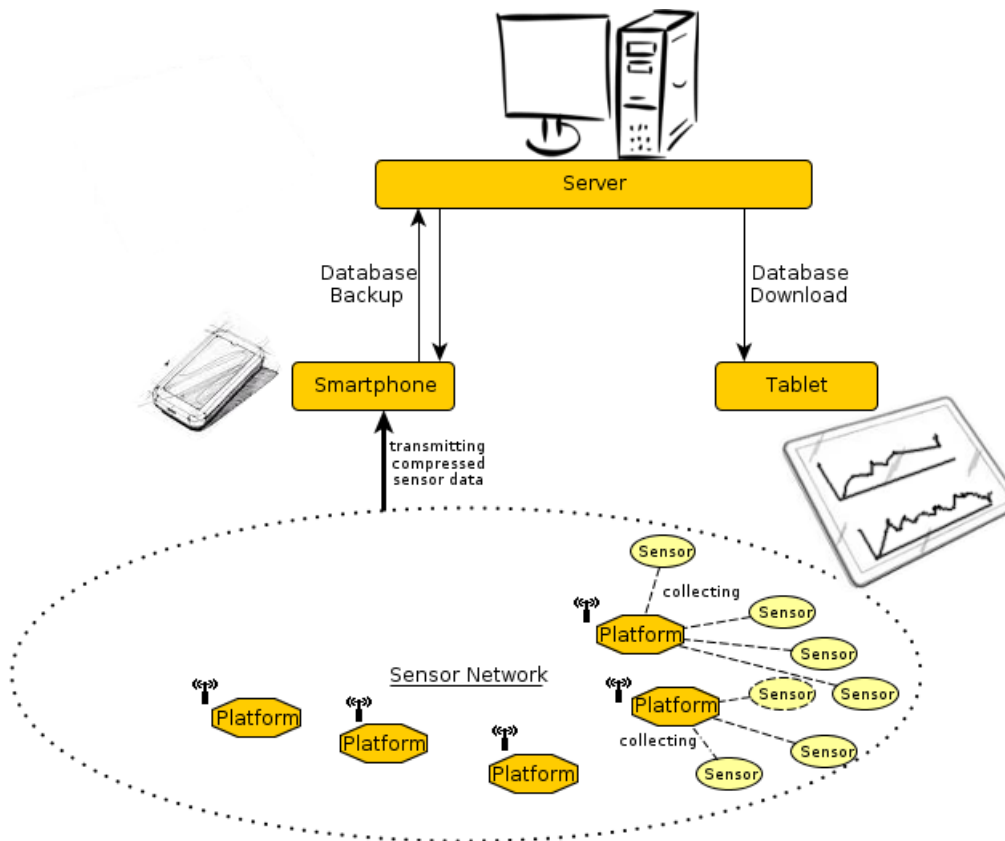 Server
Database
Backup
Database
Download
Smartphone
Tablet
transmitting
compressed
sensor data
Sensor
collecting
Sensor
Platform
Sensor
Sensor Network
Sensor
Sensor
Platform
Platform
collecting
Platform
Sensor
Platform
Sensor